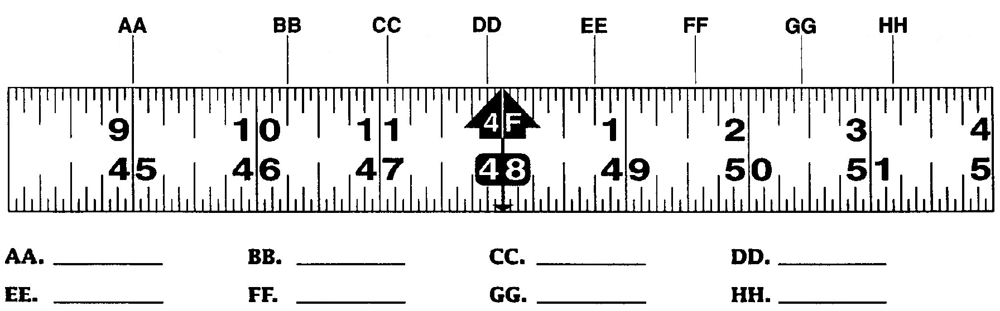 AA BB CC DD EE FF GG HH
9 10 11 4F 1 2 3 4
45 46 47 48 49 50 51 5
AA. BB. CC. DD.
EE. FF. GG. HH.